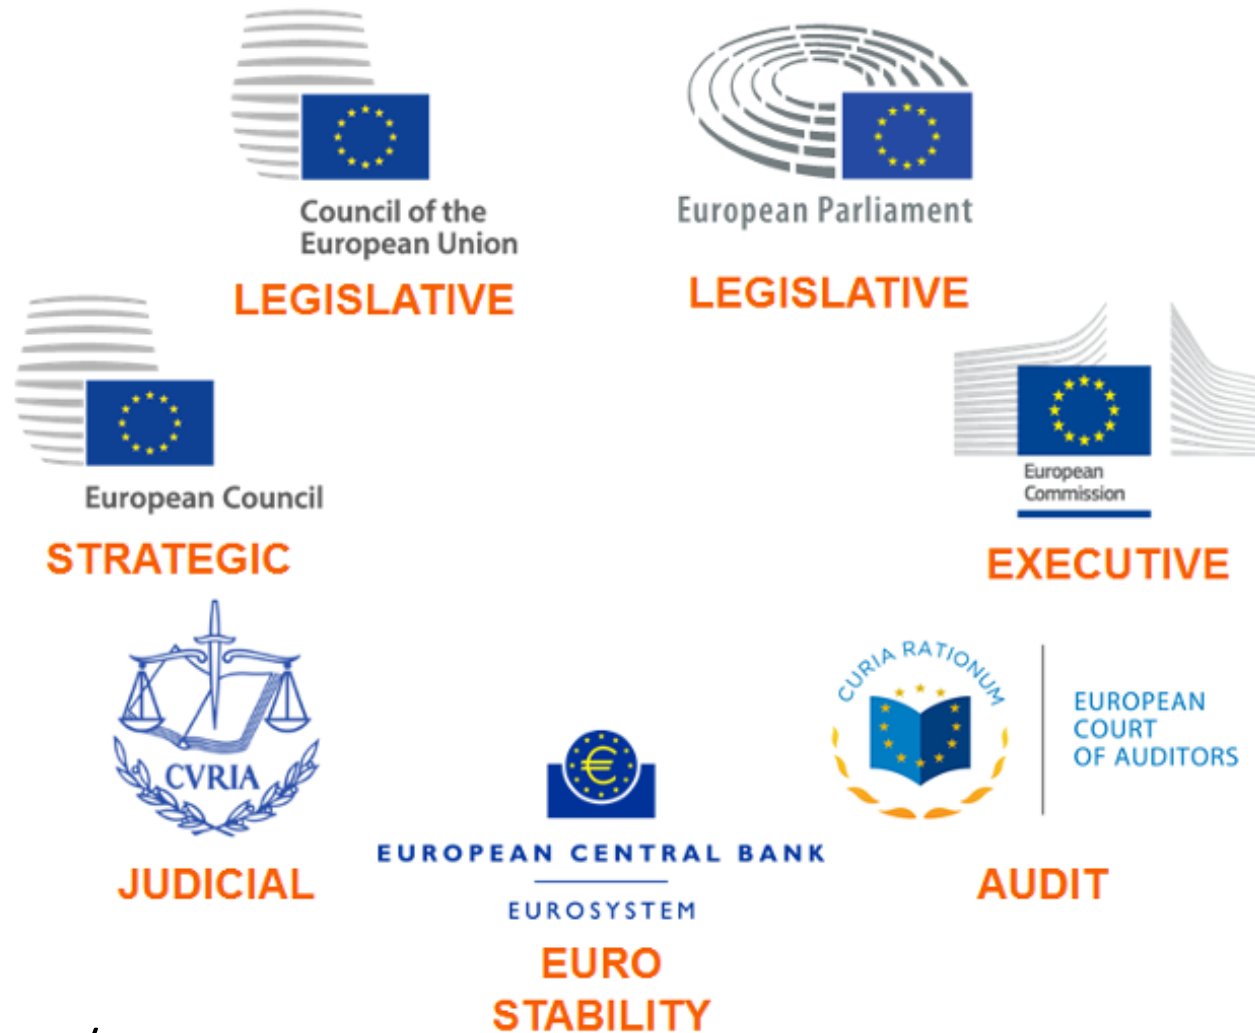 Council of the
European Union
LEGISLATIVE
European Parliament
LEGISLATIVE
European Council
STRATEGIC
European
Commission
EXECUTIVE
CVRIA
JUDICIAL
EUROPEAN CENTRAL BANK
EUROSYSTEM
EURO
STABILITY
CURIA RATIONUM
EUROPEAN
COURT
OF AUDITORS
AUDIT